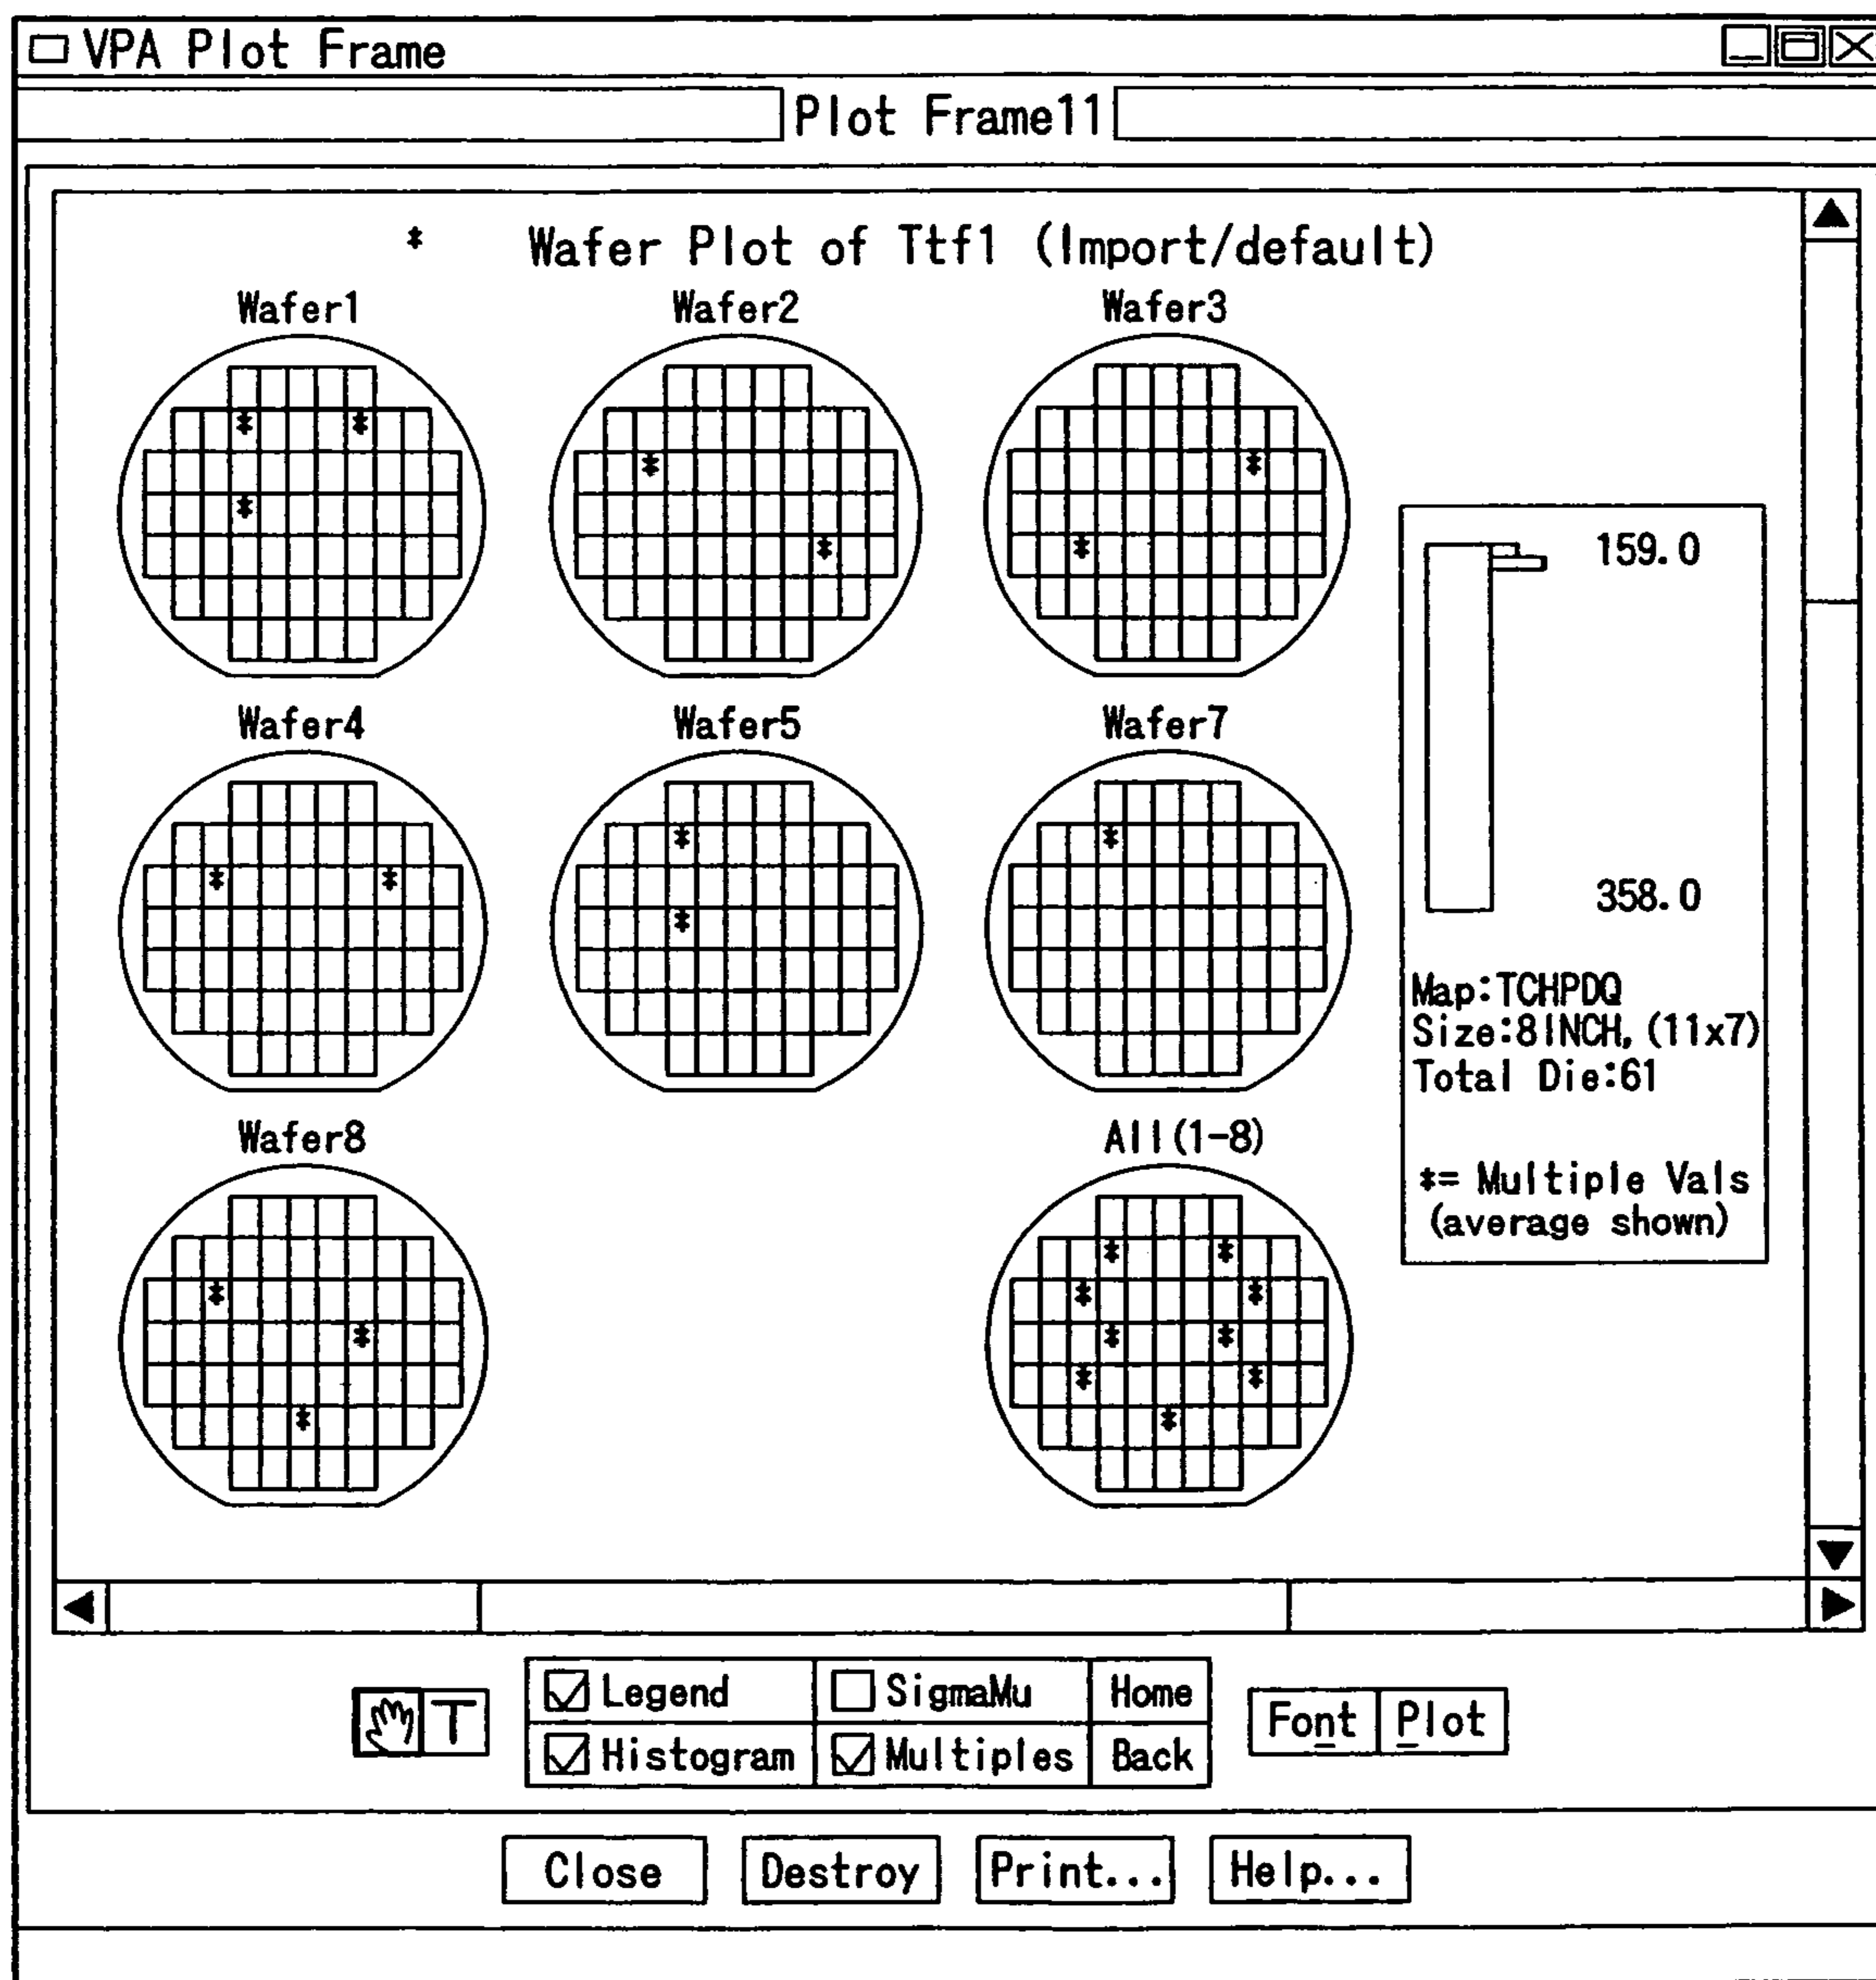 VPA Plot Frame
Plot Frame11
* Wafer Plot of Ttf1 (Import/default)
Wafer1 Wafer2 Wafer3
159.0
Wafer4 Wafer5 Wafer7
358.0
Map:TCHPDQ
Size:8INCH, (11x7)
Total Die:61
Wafer8 All(1-8)
*= Multiple Vals
(average shown)
T
Legend SigmaMu Home
Histogram Multiples Back
Font Plot
Close Destroy Print... Help...